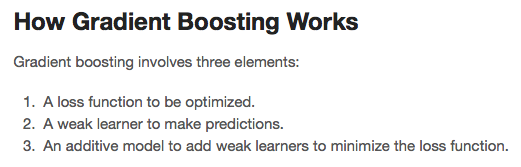 How Gradient Boosting Works
Gradient boosting involves three elements:
1. A loss function to be optimized.
2. A weak learner to make predictions.
3. An additive model to add weak learners to minimize the loss function.